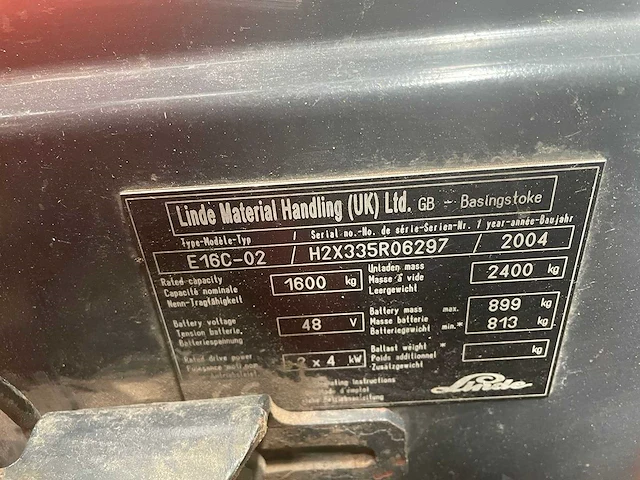 Linde Material Handling (UK) Ltd. GB - Basingstoke
Type-Modèle-Typ / Serial no.-No. de série-Serien-Nr. / year-année-Baujahr
E16C-02 / H2X335R06297 / 2004
Rated capacity
Capacité nominale
Nenn-Tragfähigkeit
1600 kg
Unladen mass
Masse à vide
Leergewicht
2400 kg
Battery voltage
Tension batterie
Batteriespannung
48 V
Battery mass max.
Masse batterie
Batteriegewicht min.*
899 kg
813 kg
Rated drive power
2 x 4 kW
Ballast weight *
Poids additionnel
Zusatzgewicht
kg
Instructions
d'emploi
Linde